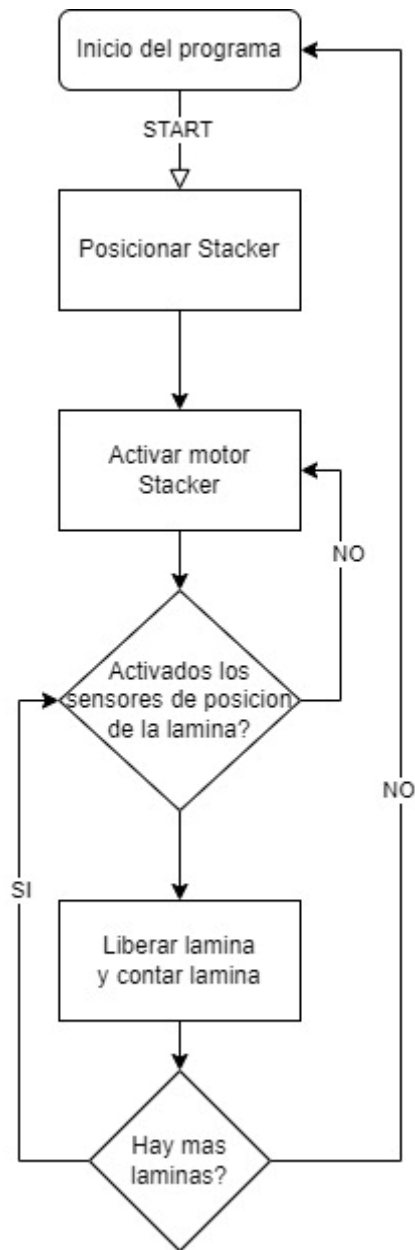 Inicio del programa
START
Posicionar Stacker
Activar motor
Stacker
NO
Activados los
sensores de posicion
de la lamina?
NO
SI
Liberar lamina
y contar lamina
Hay mas
laminas?